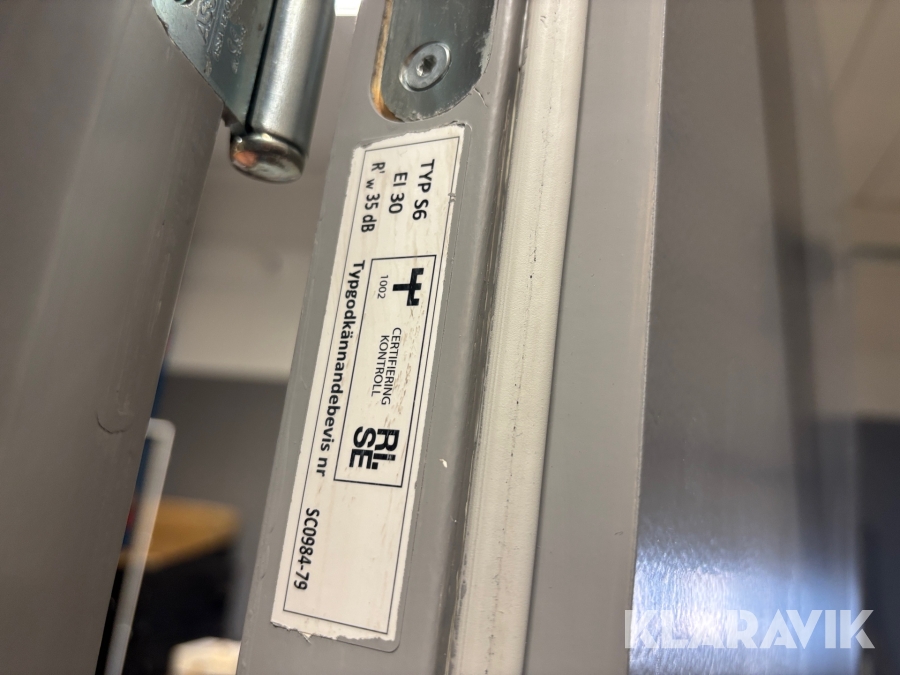 TYP S6
EI 30
R' w 35 dB
1002
CERTIFIERING
KONTROLL
RI.
SE
Typgodkännandebevis nr SC0984-79
KLARAVIK